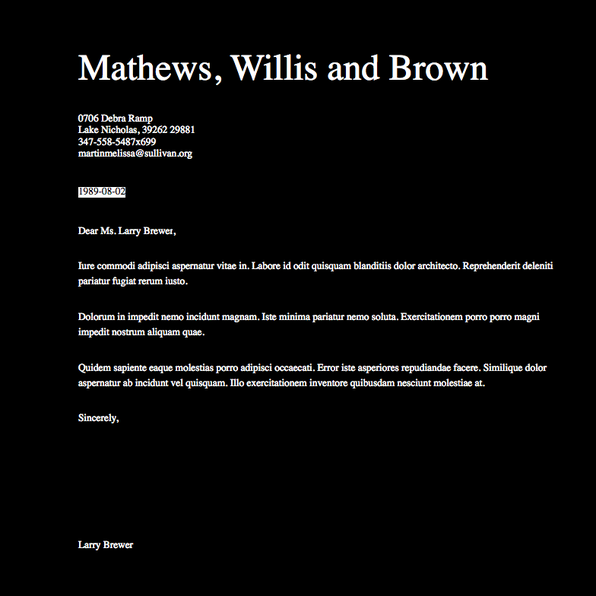 Mathews, Willis and Brown
0706 Debra Ramp
Lake Nicholas, 39262 29881
347-558-5487x699
martinmelissa@sullivan.org
1989-08-02
Dear Ms. Larry Brewer,
Iure commodi adipisci aspernatur vitae in. Labore id odit quisquam blanditiis dolor architecto. Reprehenderit deleniti
pariatur fugiat rerum iusto.
Dolorum in impedit nemo incidunt magnam. Iste minima pariatur nemo soluta. Exercitationem porro porro magni
impedit nostrum aliquam quae.
Quidem sapiente eaque molestias porro adipisci occaecati. Error iste asperiores repudiandae facere. Similique dolor
aspernatur ab incidunt vel quisquam. Illo exercitationem inventore quibusdam nesciunt molestiae at.
Sincerely,
Larry Brewer